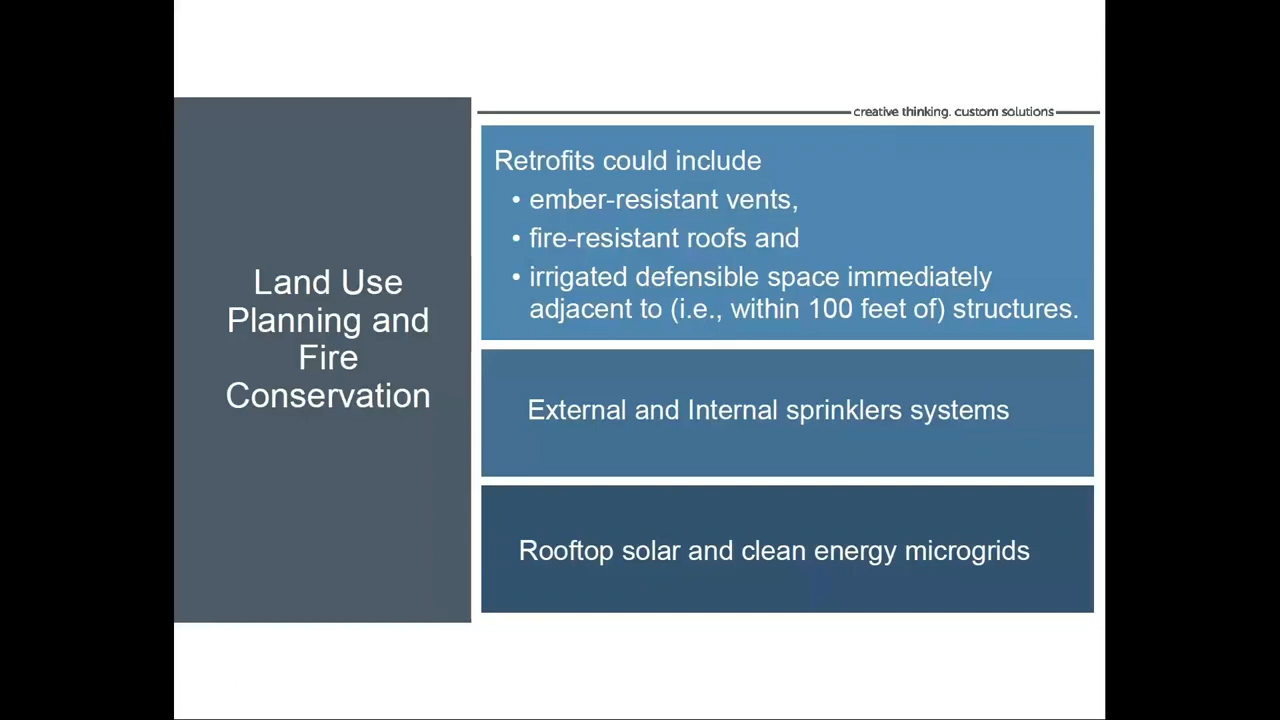 Land Use
Planning and
Fire
Conservation
creative thinking. custom solutions
Retrofits could include
• ember-resistant vents,
• fire-resistant roofs and
• irrigated defensible space immediately
adjacent to (i.e., within 100 feet of) structures.
External and Internal sprinklers systems
Rooftop solar and clean energy microgrids